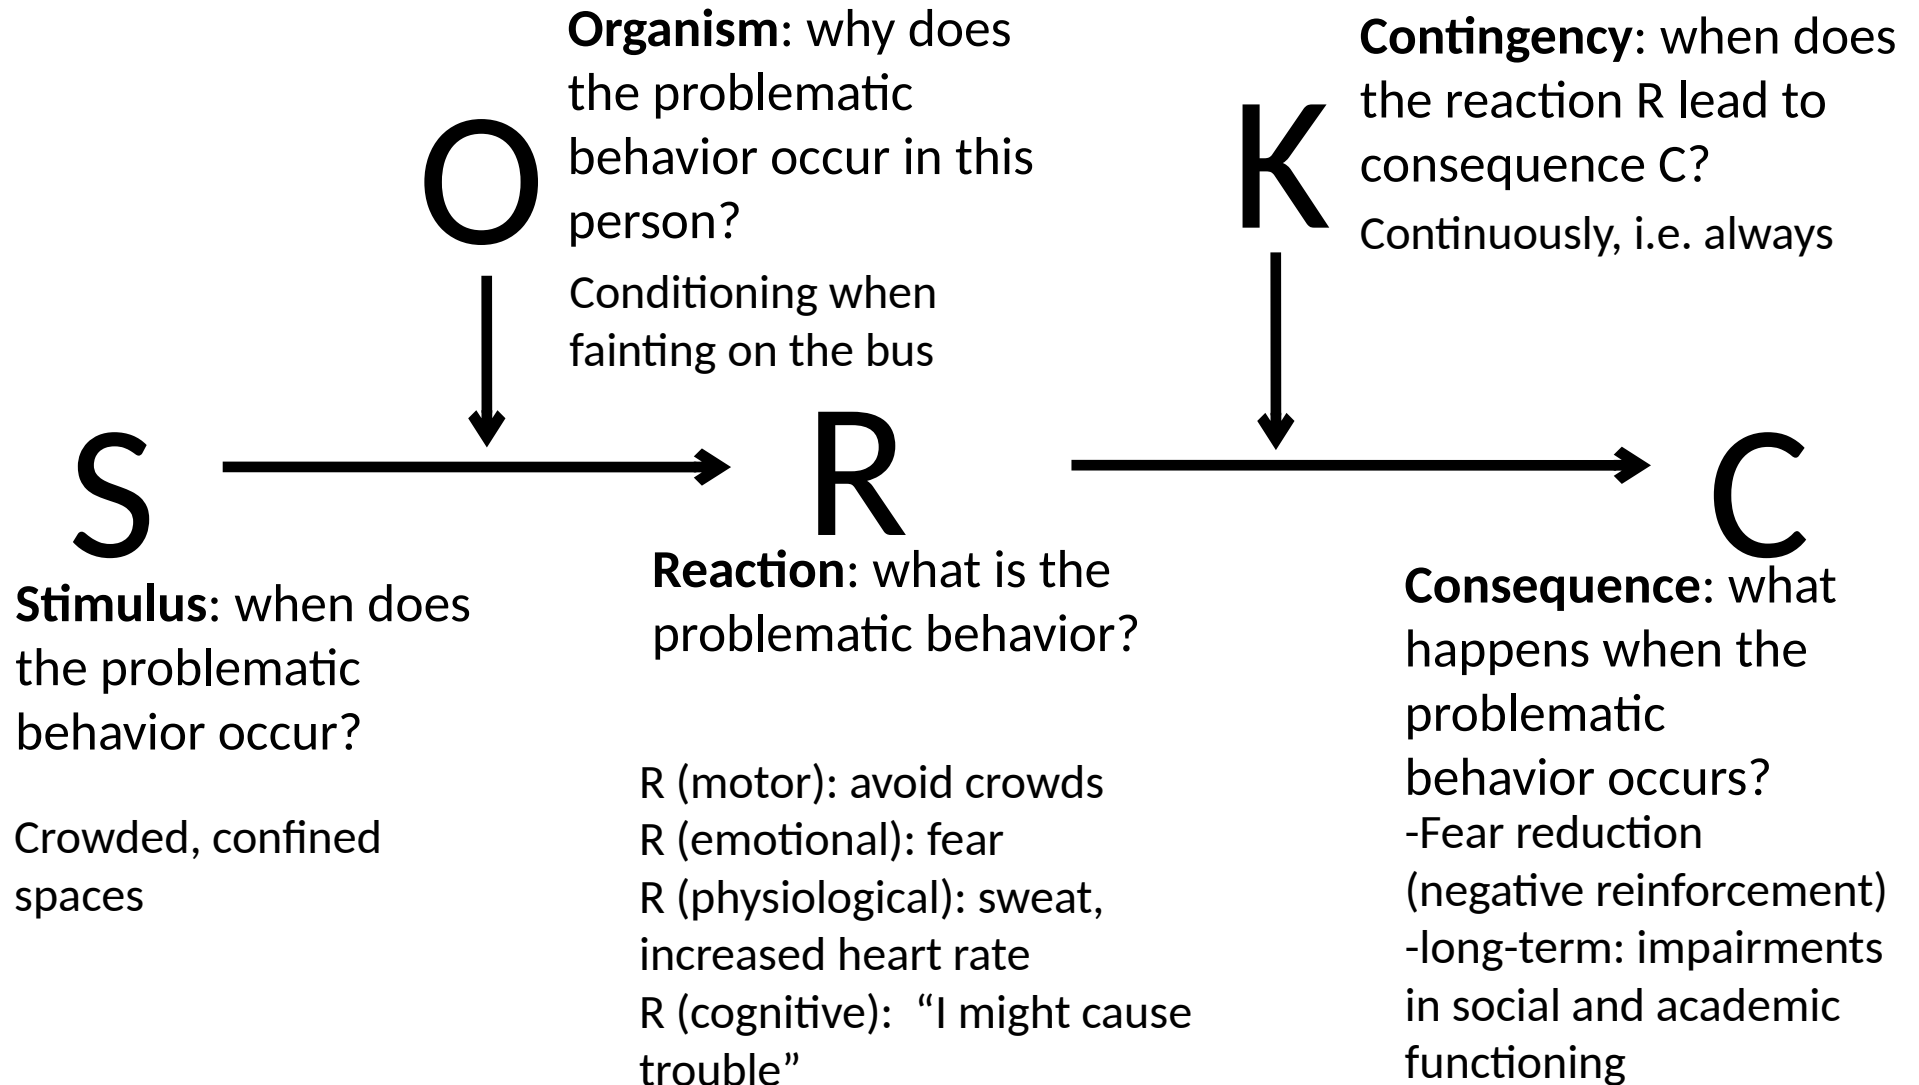 O
Organism: why does
the problematic
behavior occur in this
person?
Conditioning when
fainting on the bus
K
Contingency: when does
the reaction R lead to
consequence C?
Continuously, i.e. always
S
Stimulus: when does
the problematic
behavior occur?
Crowded, confined
spaces
R
Reaction: what is the
problematic behavior?
R (motor): avoid crowds
R (emotional): fear
R (physiological): sweat,
increased heart rate
R (cognitive):  “I might cause
trouble”
C
Consequence: what
happens when the
problematic
behavior occurs?
-Fear reduction
(negative reinforcement)
-long-term: impairments
in social and academic
functioning